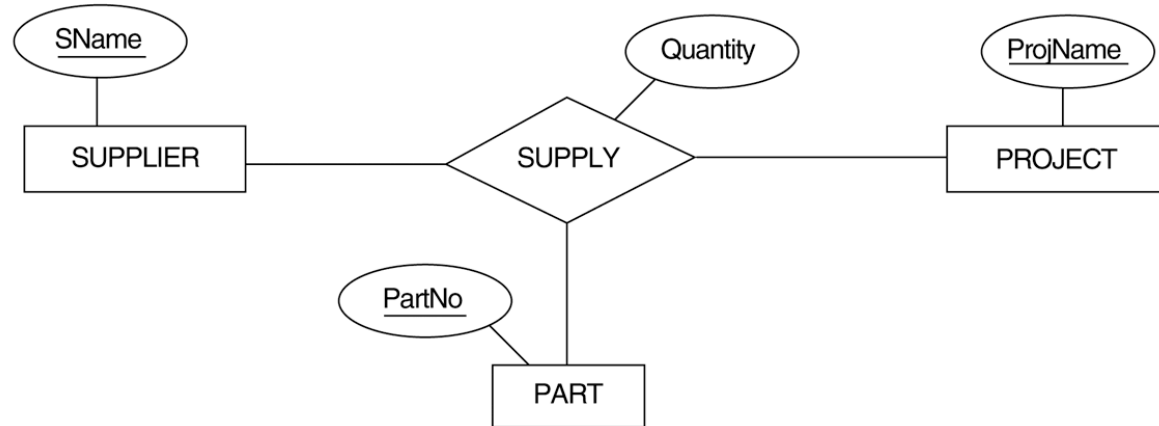 SName
Quantity
ProjName
SUPPLIER
SUPPLY
PROJECT
PartNo
PART